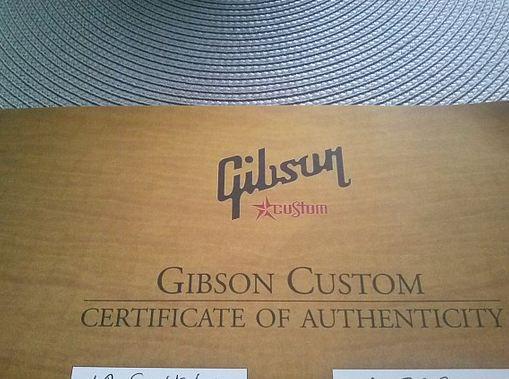 Gibson
custom
GIBSON CUSTOM
CERTIFICATE OF AUTHENTICITY